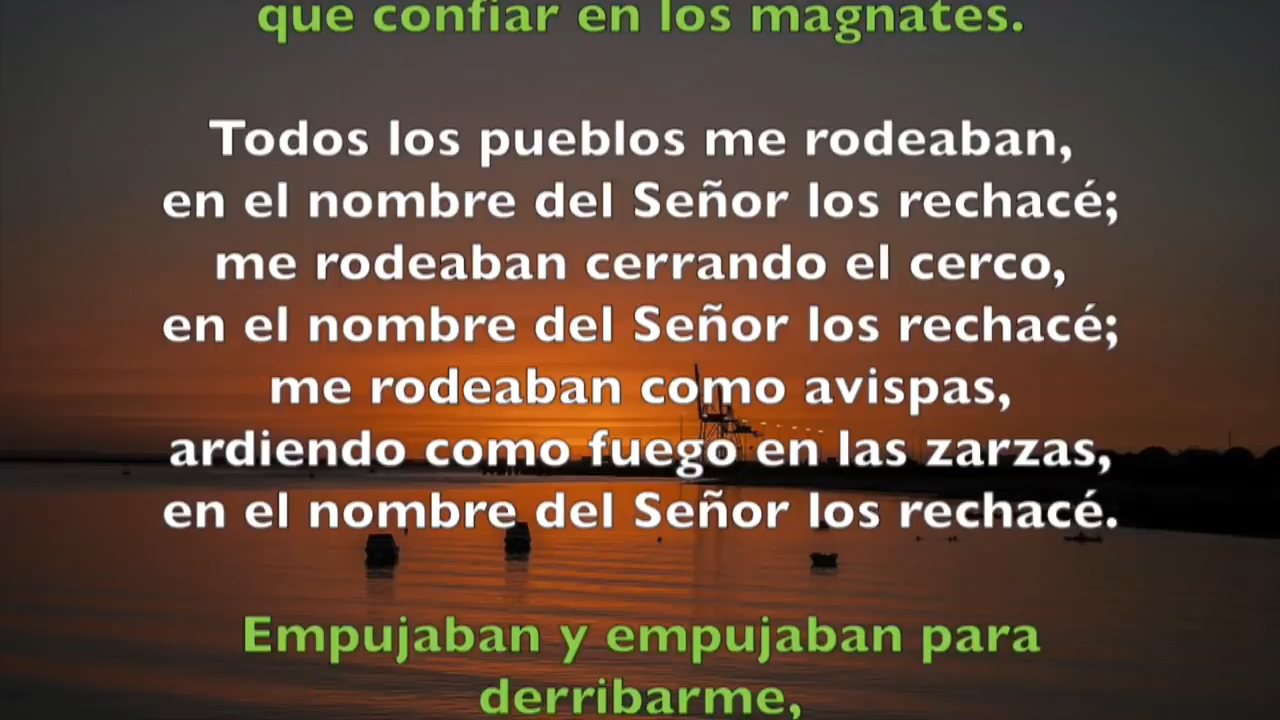 que confiar en los magnates.
Todos los pueblos me rodeaban,
en el nombre del Señor los rechacé;
me rodeaban cerrando el cerco,
en el nombre del Señor los rechacé;
me rodeaban como avispas,
ardiendo como fuego en las zarzas,
en el nombre del Señor los rechacé.
Empujaban y empujaban para
derribarme,